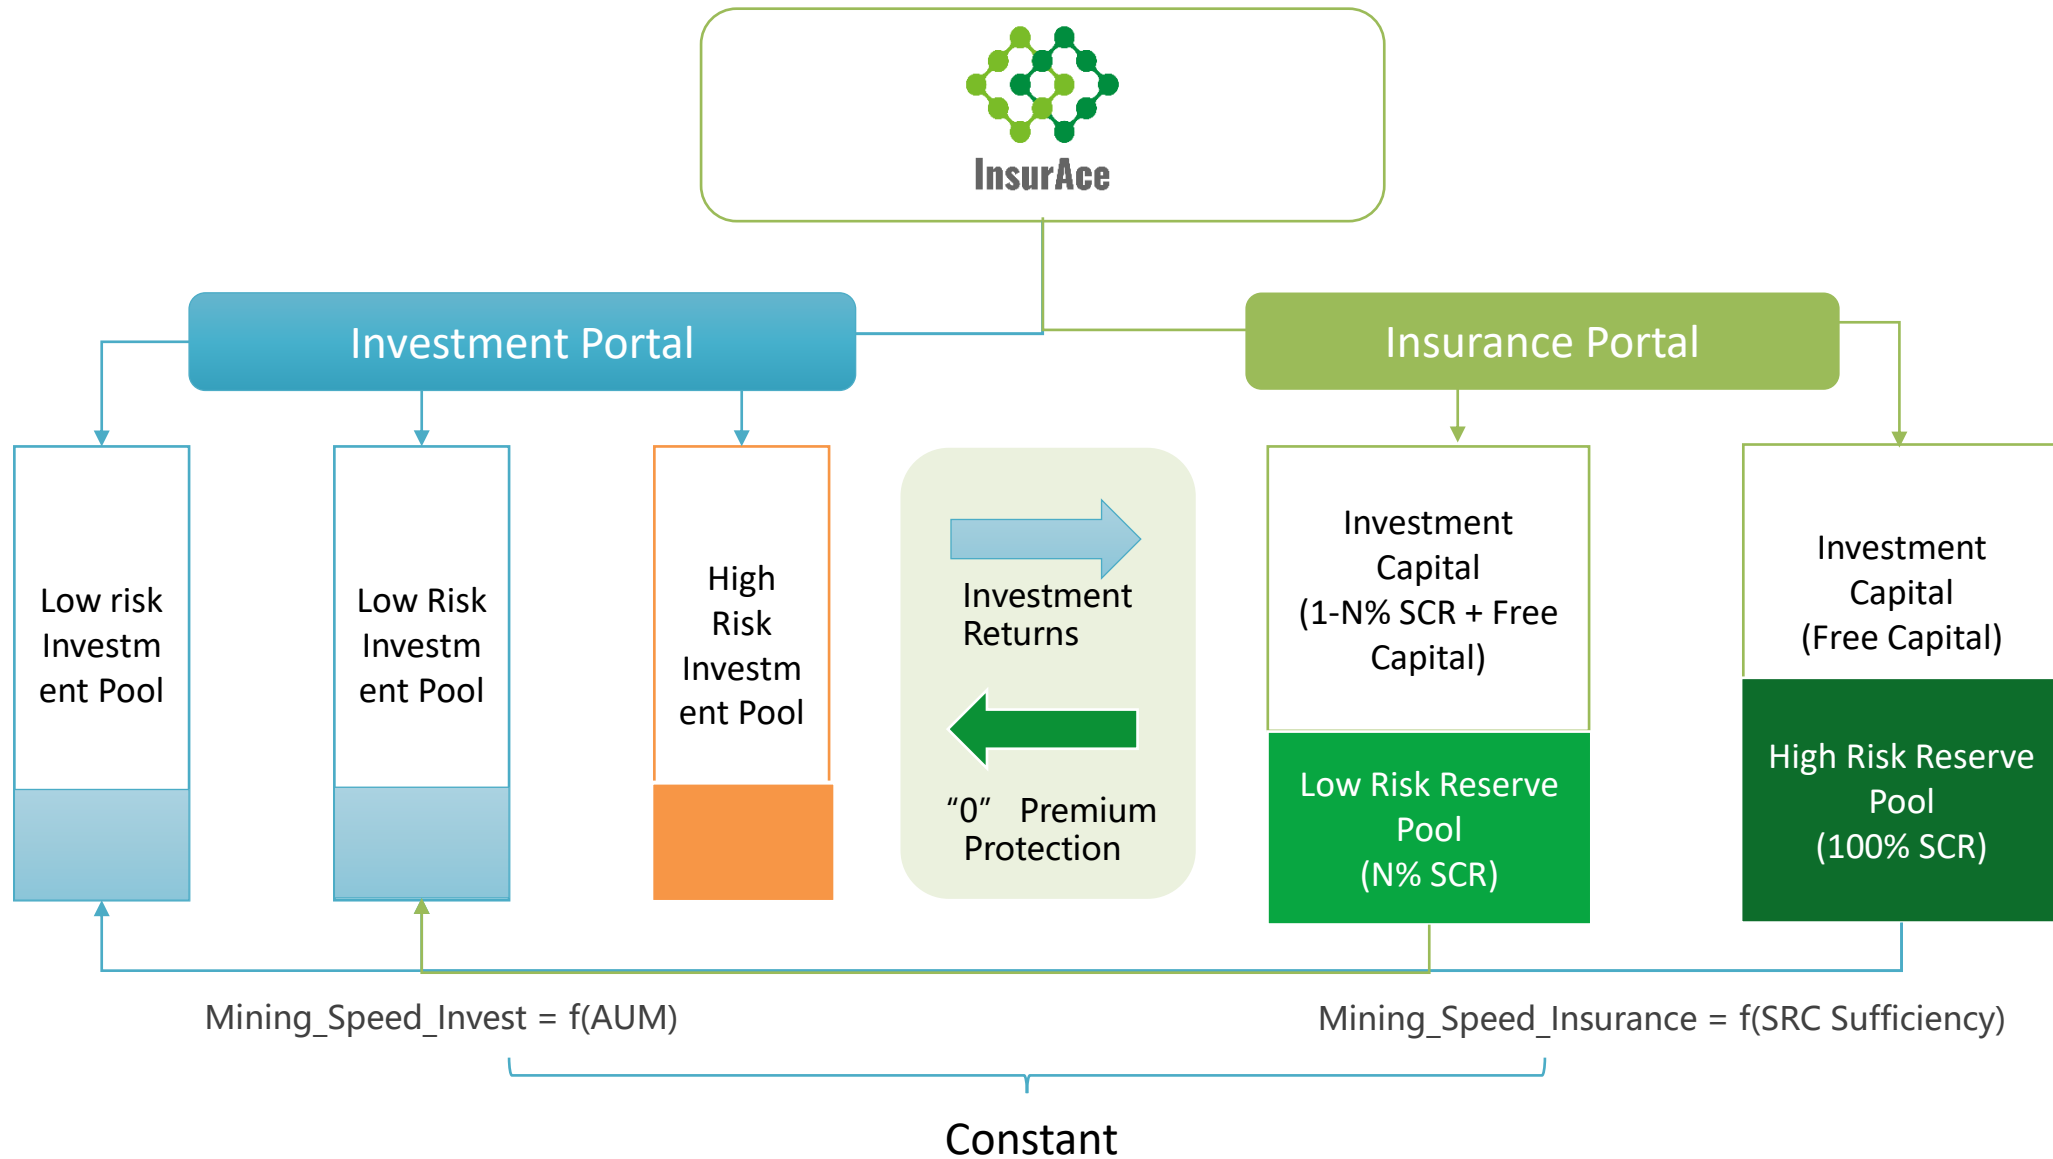 InsurAce
Investment Portal
Insurance Portal
Low risk
Investm
ent Pool
Low Risk
Investm
ent Pool
High
Risk
Investm
ent Pool
Investment
Returns
“0”  Premium
Protection
Investment
Capital
(1-N% SCR + Free
Capital)
Low Risk Reserve
Pool
(N% SCR)
Investment
Capital
(Free Capital)
High Risk Reserve
Pool
(100% SCR)
Mining_Speed_Invest = f(AUM)
Mining_Speed_Insurance = f(SRC Sufficiency)
Constant